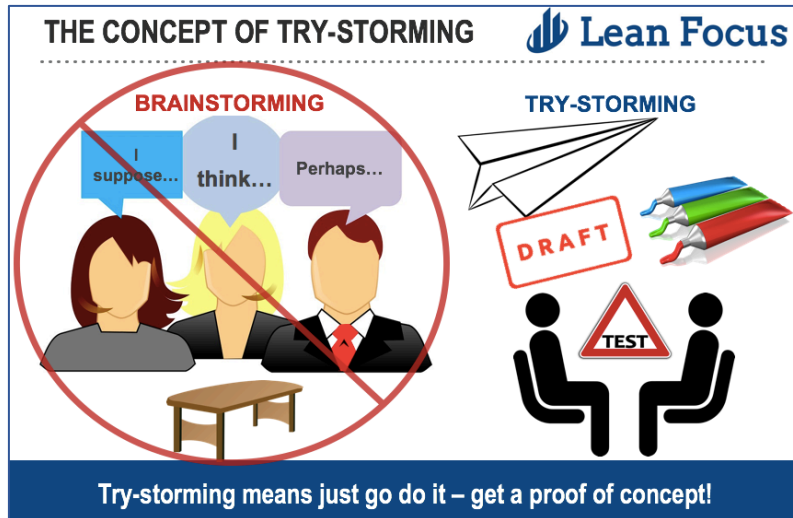 THE CONCEPT OF TRY-STORMING
Lean Focus
BRAINSTORMING
TRY-STORMING
I
suppose…
I
think…
Perhaps…
DRAFT
TEST
Try-storming means just go do it – get a proof of concept!